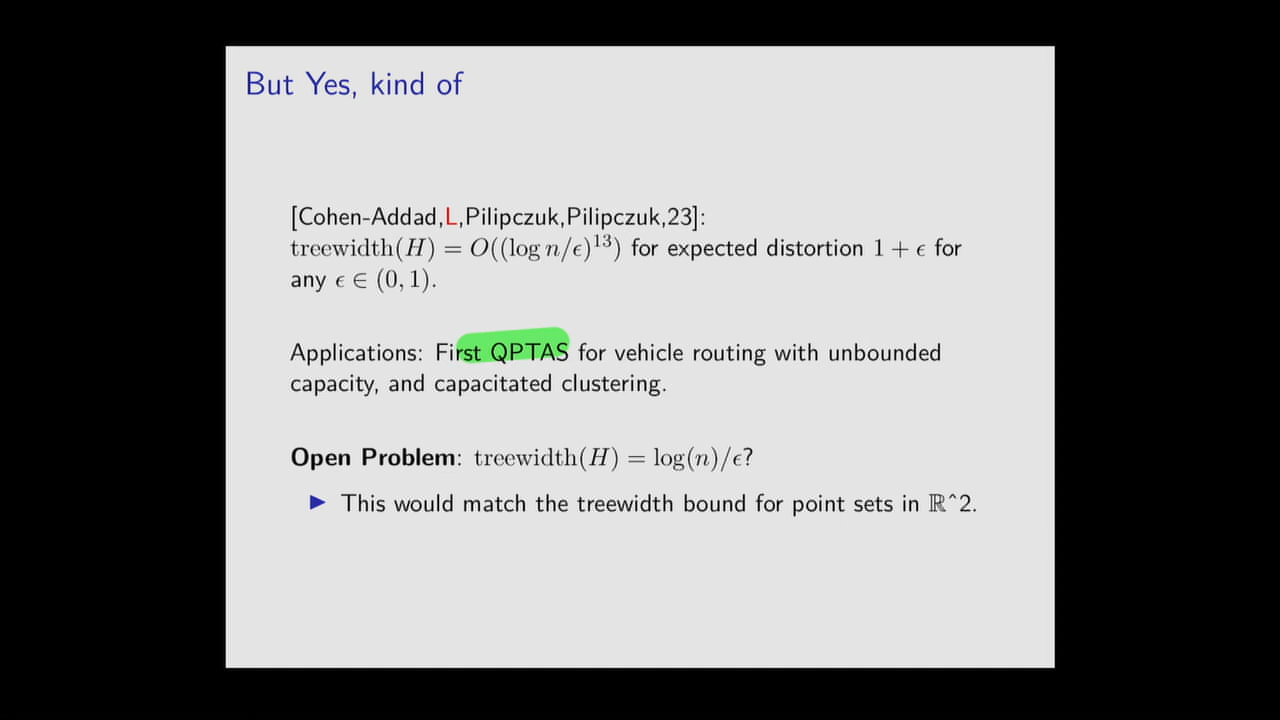 But Yes, kind of
[Cohen-Addad,L,Pilipczuk,Pilipczuk,23]:
treewidth(H) = O((log n/ϵ)¹³) for expected distortion 1 + ϵ for
any ϵ ∈ (0, 1).
Applications: First QPTAS for vehicle routing with unbounded
capacity, and capacitated clustering.
Open Problem: treewidth(H) = log(n)/ϵ?
▶ This would match the treewidth bound for point sets in ℝ^2.